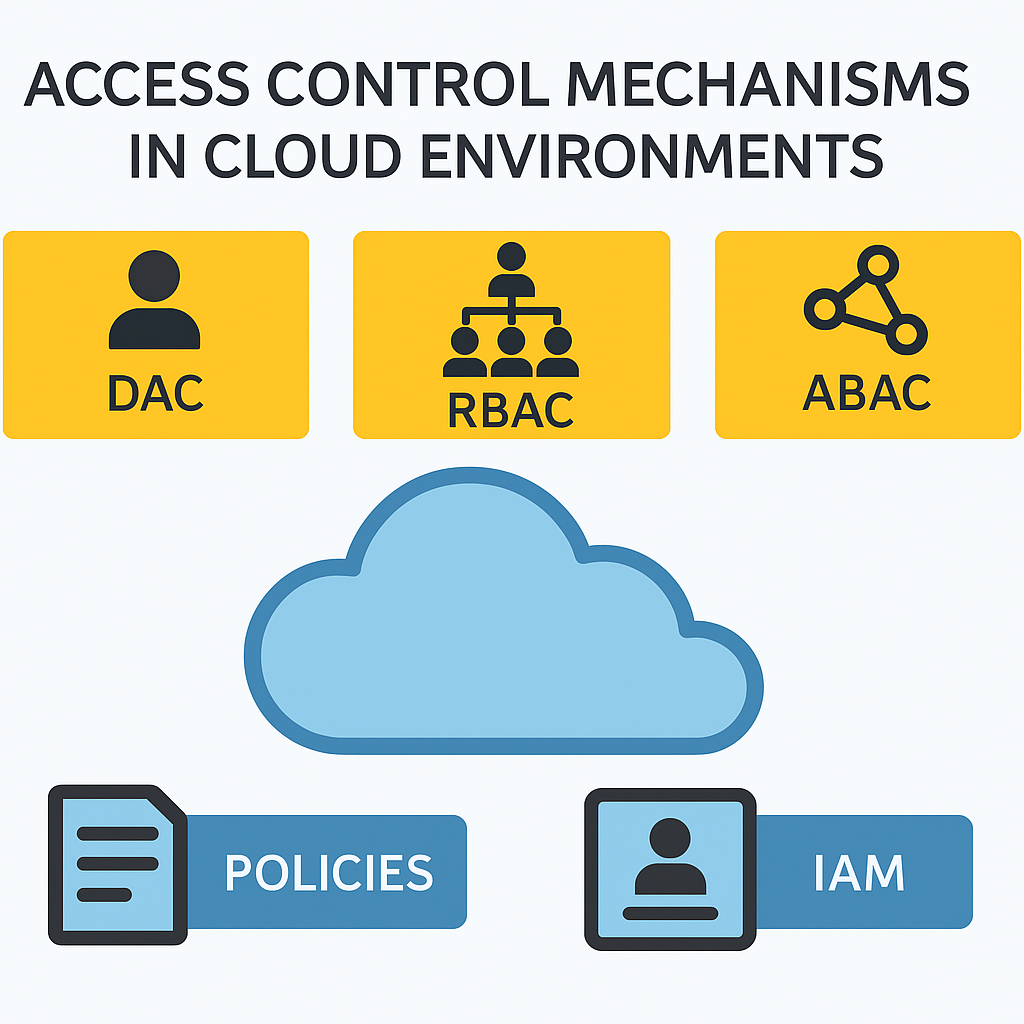 ACCESS CONTROL MECHANISMS
IN CLOUD ENVIRONMENTS
DAC
RBAC
ABAC
POLICIES
IAM